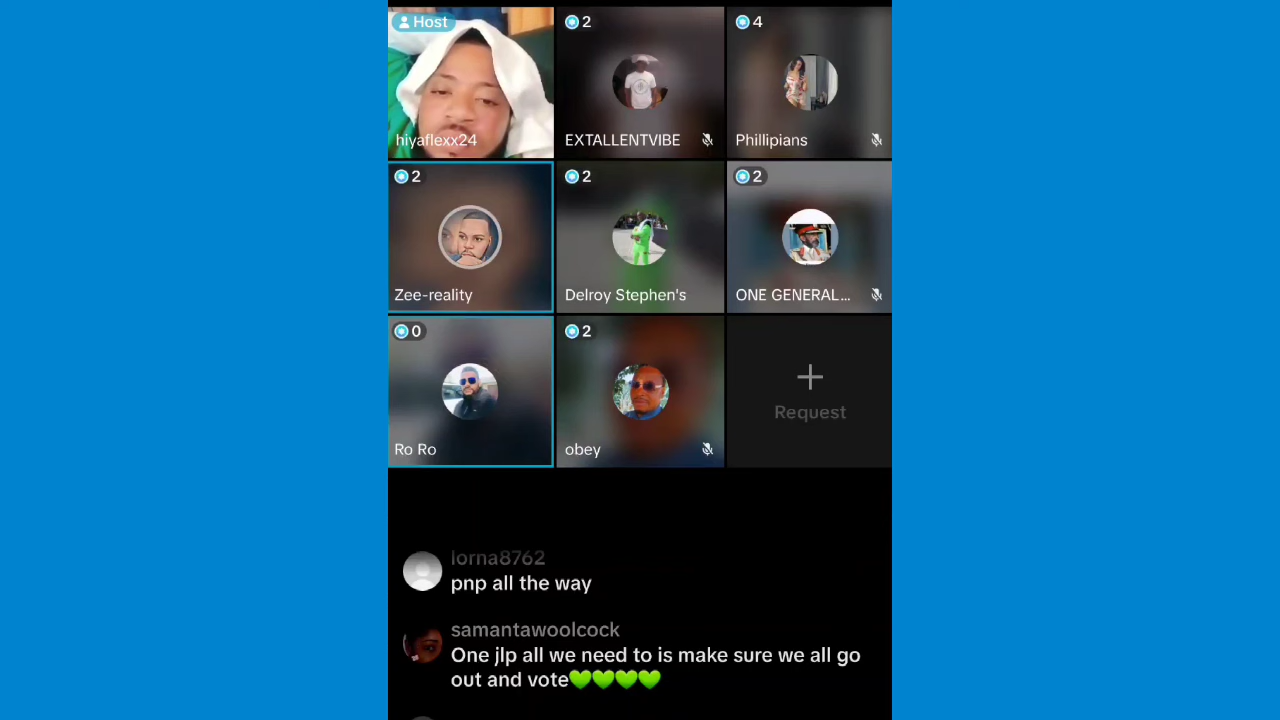 Host
2
4
hiyaflexx24
EXTALLENTVIBE
Phillipians
2
2
2
Zee-reality
Delroy Stephen's
ONE GENERAL...
0
2
Ro Ro
obey
Request
lorna8762
pnp all the way
samantawoolcock
One jlp all we need to is make sure we all go
out and vote💚💚💚💚